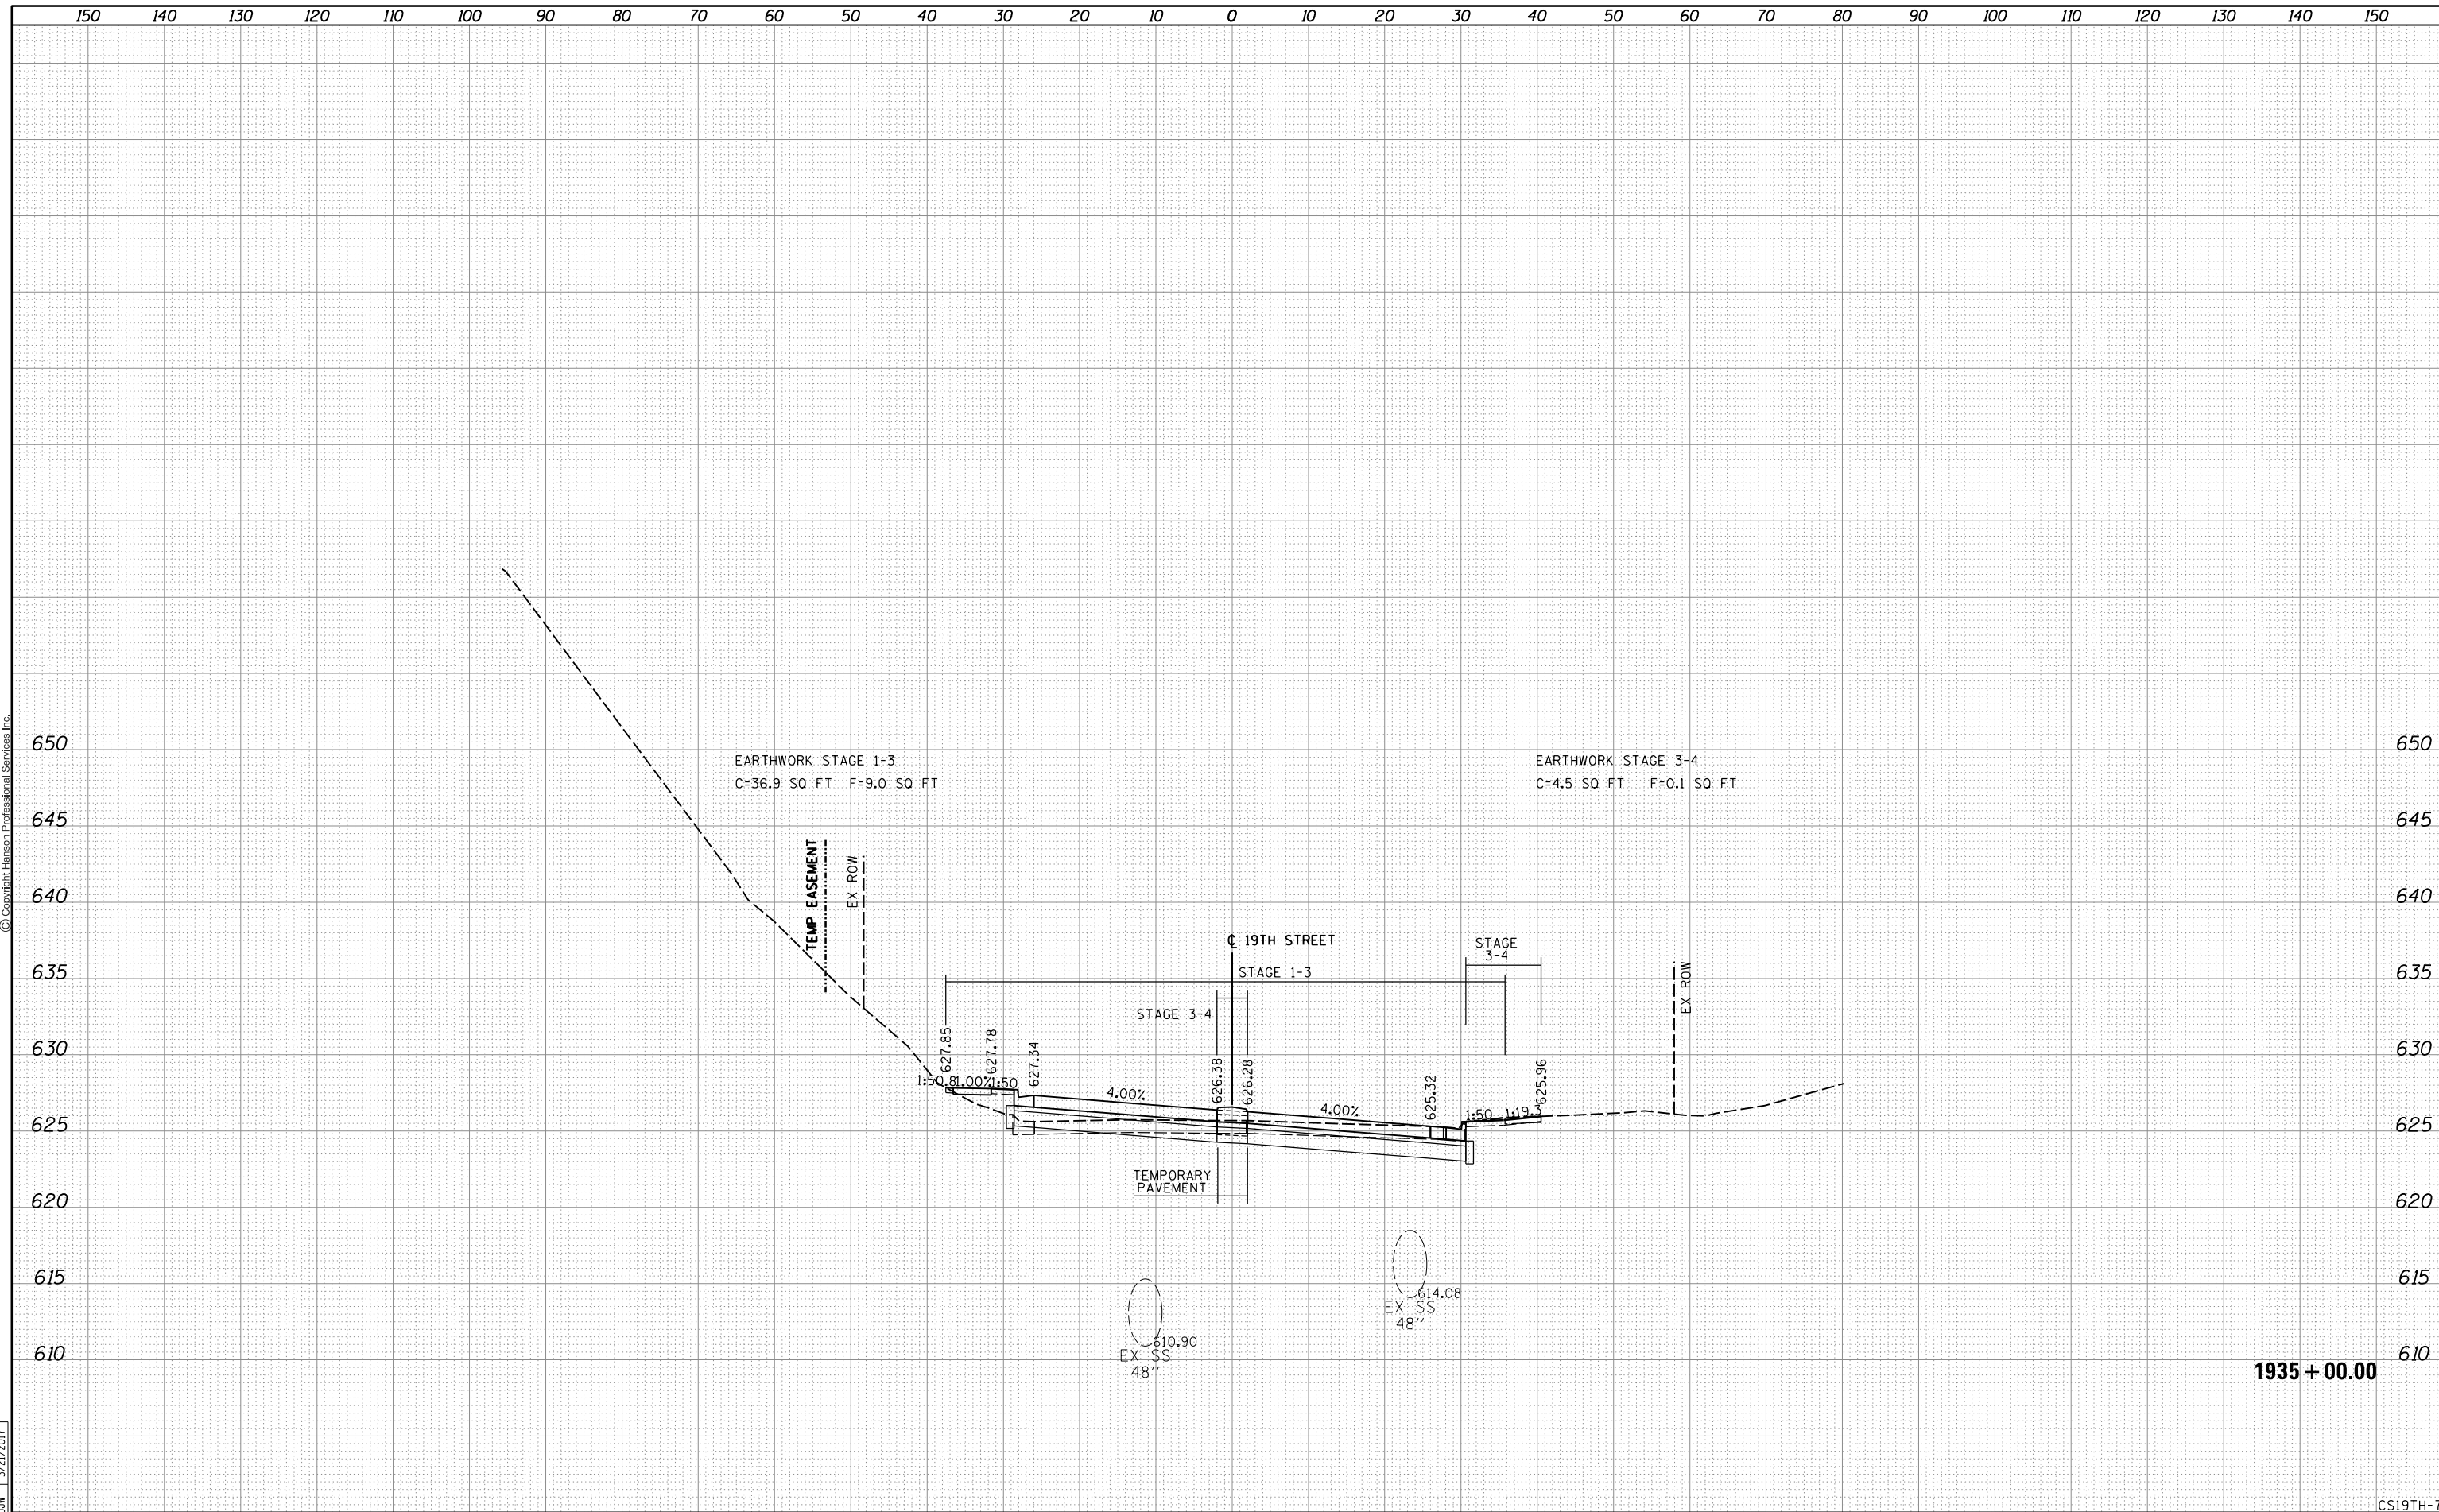 150 140 130 120 110 100 90 80 70 60 50 40 30 20 10 0 10 20 30 40 50 60 70 80 90 100 110 120 130 140 150
© Copyright Hanson Professional Services Inc.
650 650
EARTHWORK STAGE 1-3
C=36.9 SQ FT F=9.0 SQ FT
EARTHWORK STAGE 3-4
C=4.5 SQ FT F=0.1 SQ FT
645 645
TEMP EASEMENT
EX ROW
640 640
℄ 19TH STREET
STAGE
3-4
635 635
STAGE 1-3
EX ROW
STAGE 3-4
630 630
627.85
627.78
627.34
626.38
626.28
625.32
625.96
1:50.8
1.00%
1:50
4.00%
4.00%
1:50
1:19.3
625 625
TEMPORARY
PAVEMENT
620 620
615 615
614.08
EX SS
48''
610.90
EX SS
48''
610 610
1935+00.00
CS19TH-7